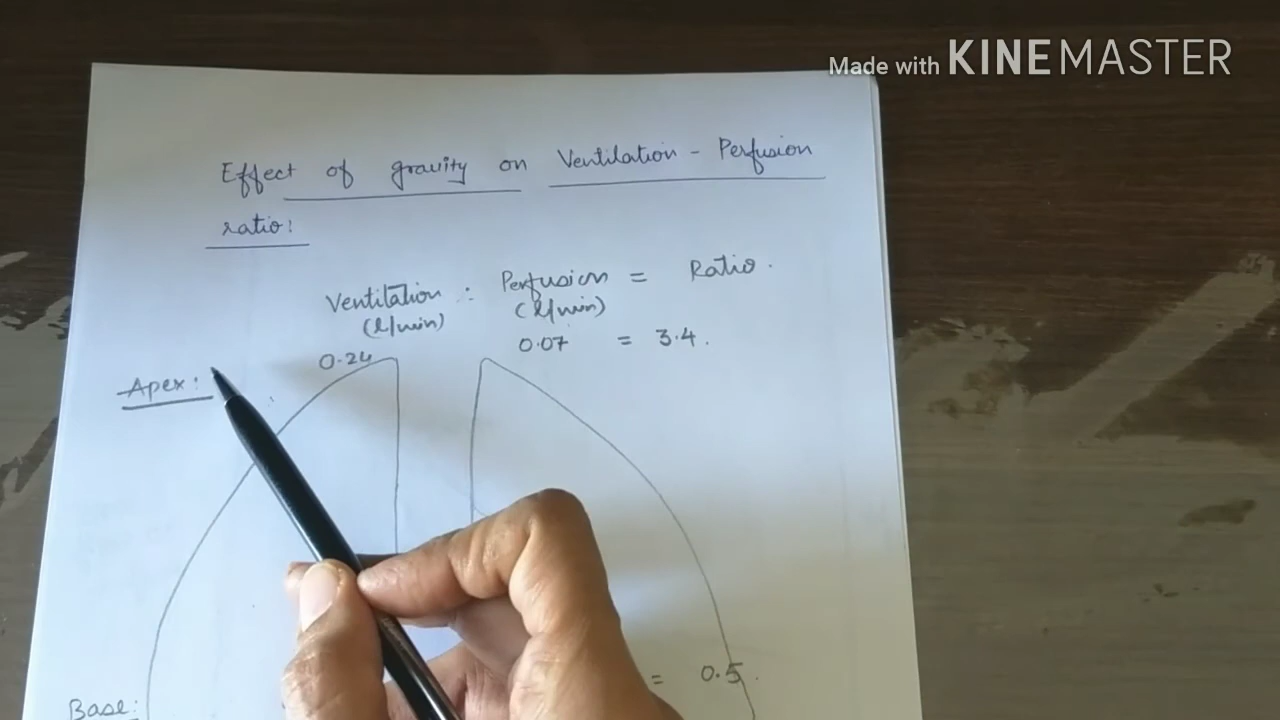 Made with KINEMASTER
Effect of gravity on Ventilation - Perfusion
ratio:
Ventilation : Perfusion = Ratio.
(l/min) (l/min)
0.24 0.07 = 3.4.
Apex:
= 0.5.
Base: